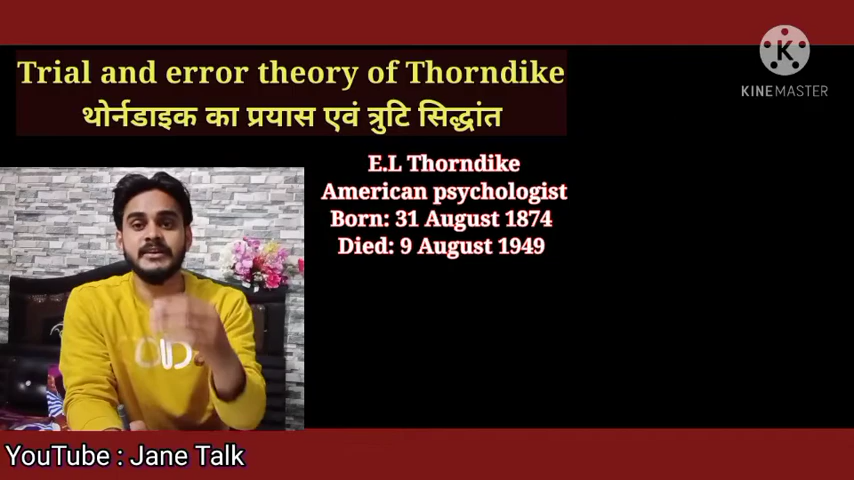 Trial and error theory of Thorndike
थोर्नडाइक का प्रयास एवं त्रुटि सिद्धांत
K
KINEMASTER
E.L Thorndike
American psychologist
Born: 31 August 1874
Died: 9 August 1949
YouTube : Jane Talk